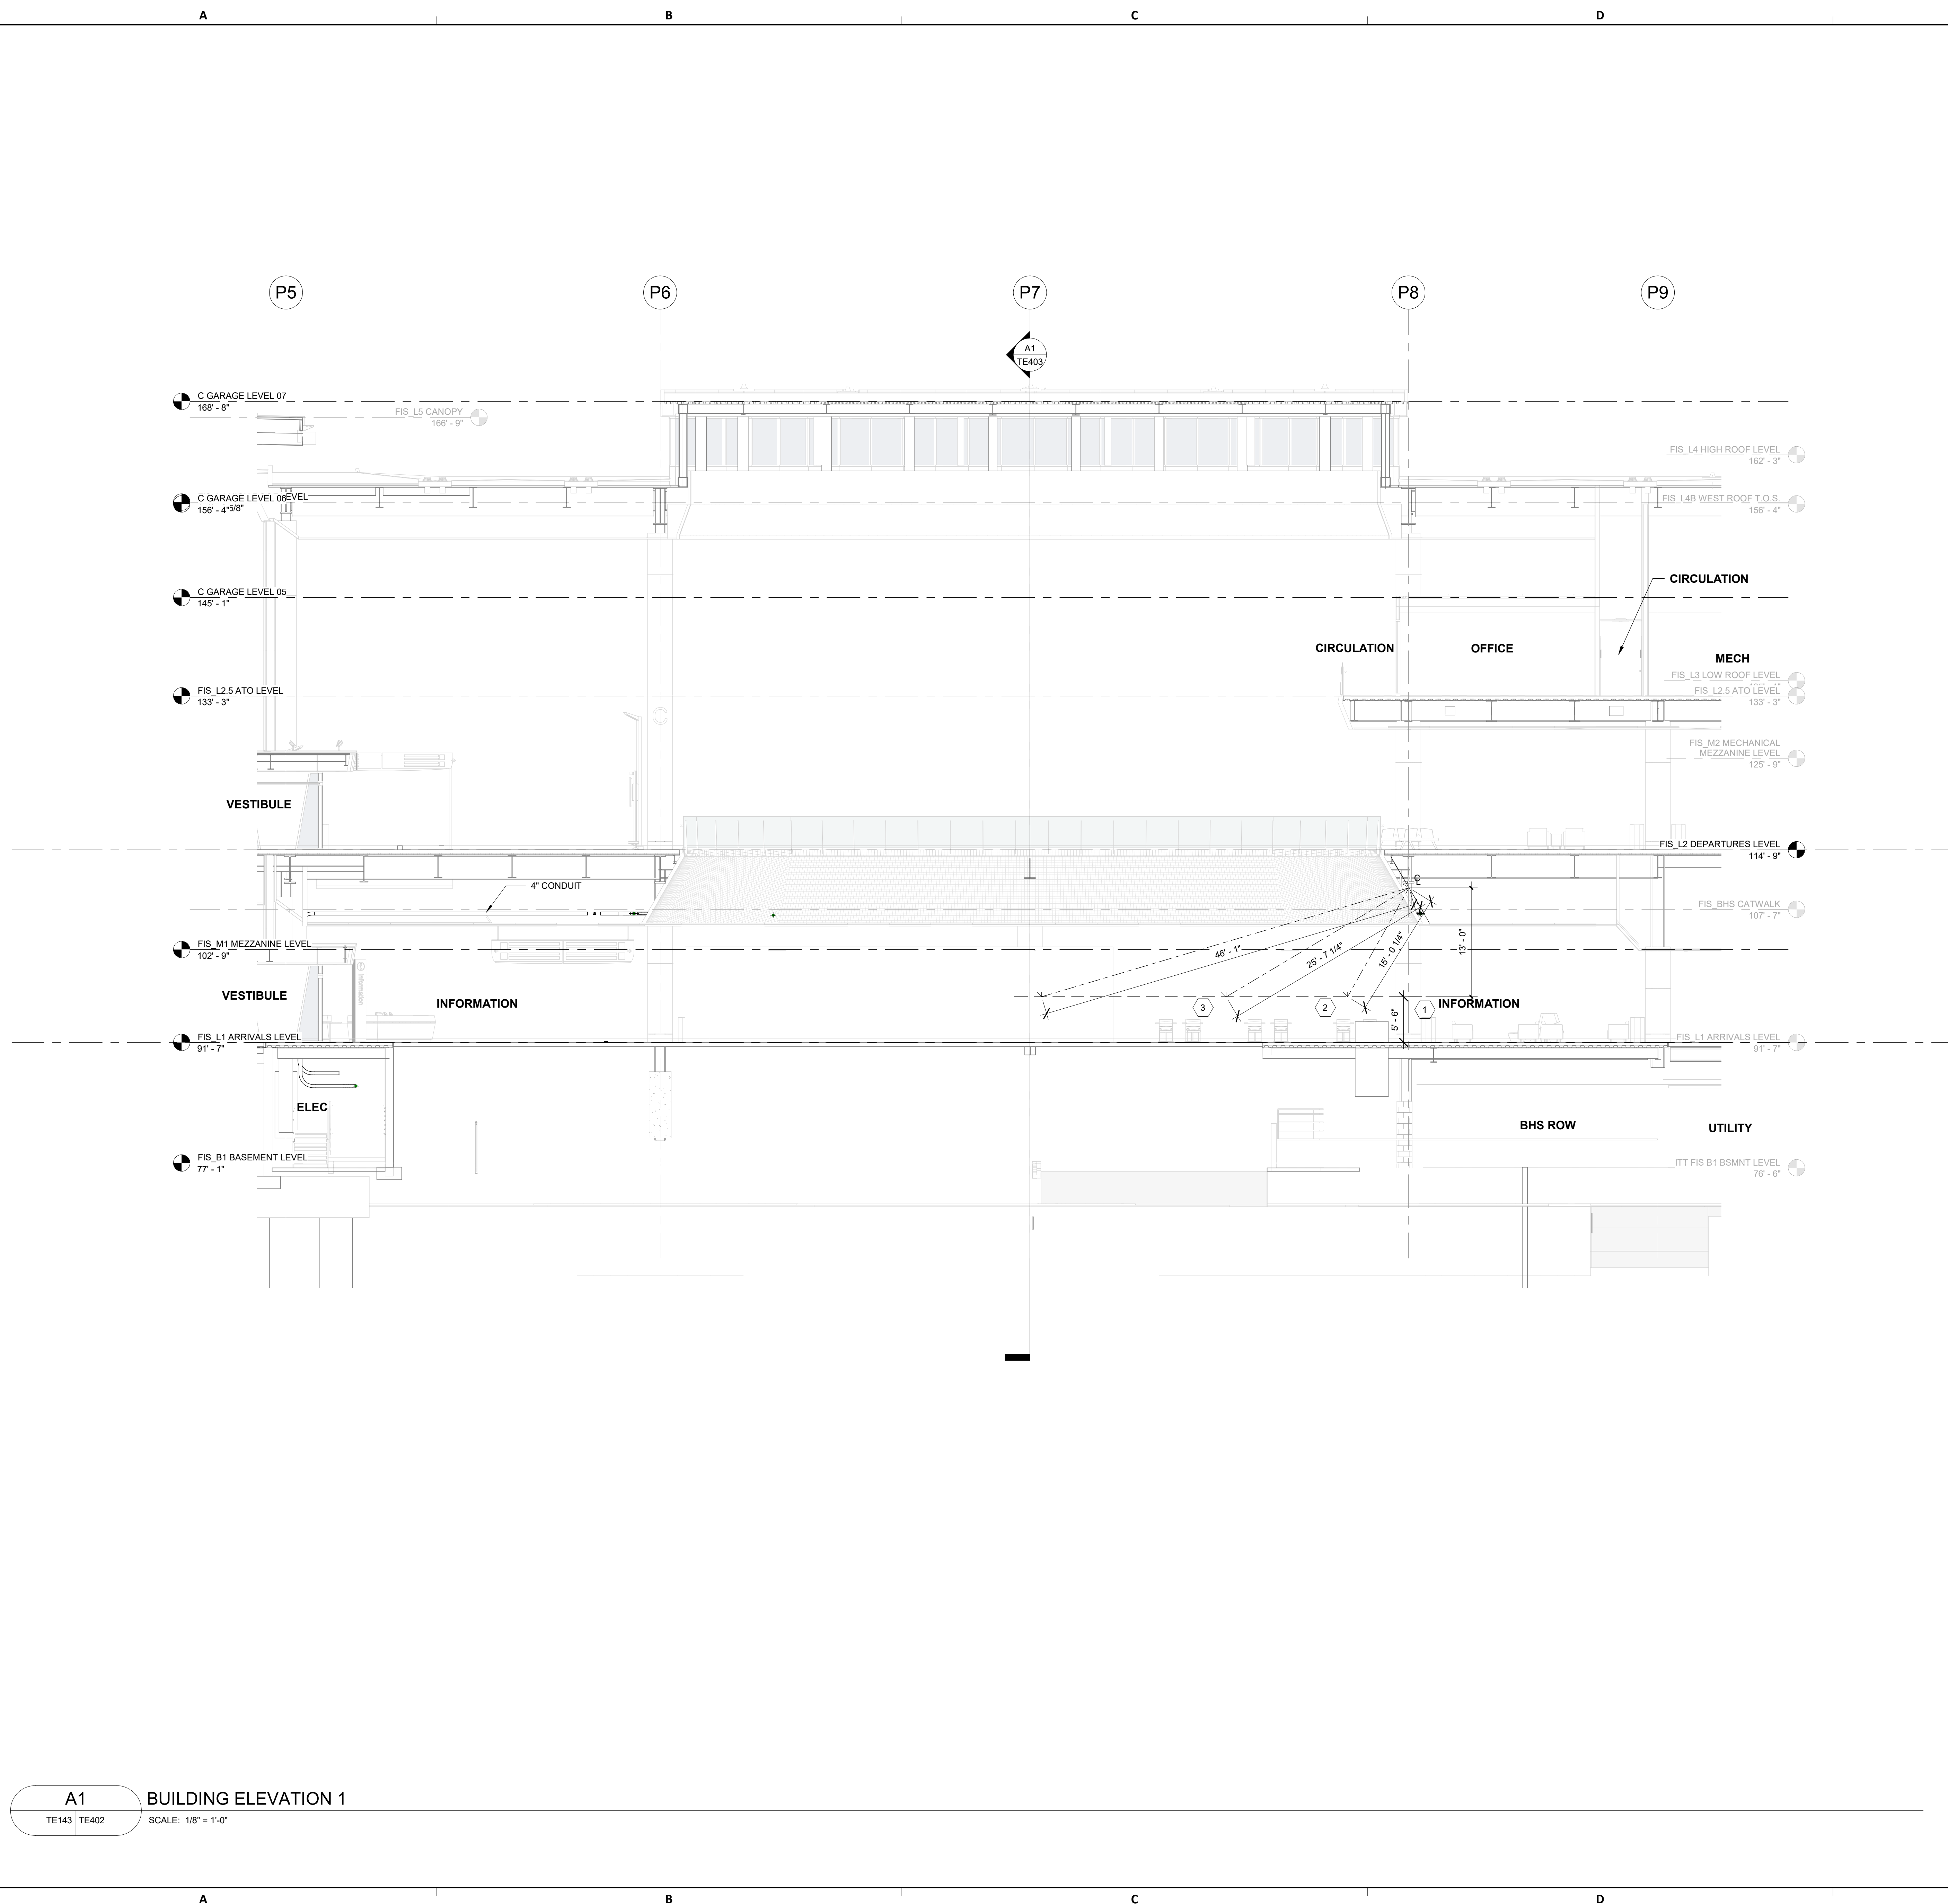 A B C D
P5 P6 P7 P8 P9
A1
TE403
C GARAGE LEVEL 07
168' - 8"
FIS_L5 CANOPY
166' - 9"
FIS_L4 HIGH ROOF LEVEL
162' - 3"
C GARAGE LEVEL 06 EVEL
156' - 4" 5/8"
FIS_L4B WEST ROOF T.O.S.
156' - 4"
CIRCULATION
C GARAGE LEVEL 05
145' - 1"
CIRCULATION OFFICE
MECH
FIS_L3 LOW ROOF LEVEL
FIS_L2.5 ATO LEVEL
133' - 3"
FIS_L2.5 ATO LEVEL
133' - 3"
C
FIS_M2 MECHANICAL
MEZZANINE LEVEL
125' - 9"
VESTIBULE
FIS_L2 DEPARTURES LEVEL
114' - 9"
4" CONDUIT
CL
FIS_BHS CATWALK
107' - 7"
FIS_M1 MEZZANINE LEVEL
102' - 9"
46' - 1"
25' - 7 1/4"
15' - 0 1/4"
13' - 0"
VESTIBULE
INFORMATION
3
2
1
INFORMATION
5' - 6"
FIS_L1 ARRIVALS LEVEL
91' - 7"
FIS_L1 ARRIVALS LEVEL
91' - 7"
ELEC
BHS ROW
UTILITY
FIS_B1 BASEMENT LEVEL
77' - 1"
ITT FIS B1 BSMNT LEVEL
76' - 6"
A1
TE143 TE402
BUILDING ELEVATION 1
SCALE: 1/8" = 1'-0"
A B C D